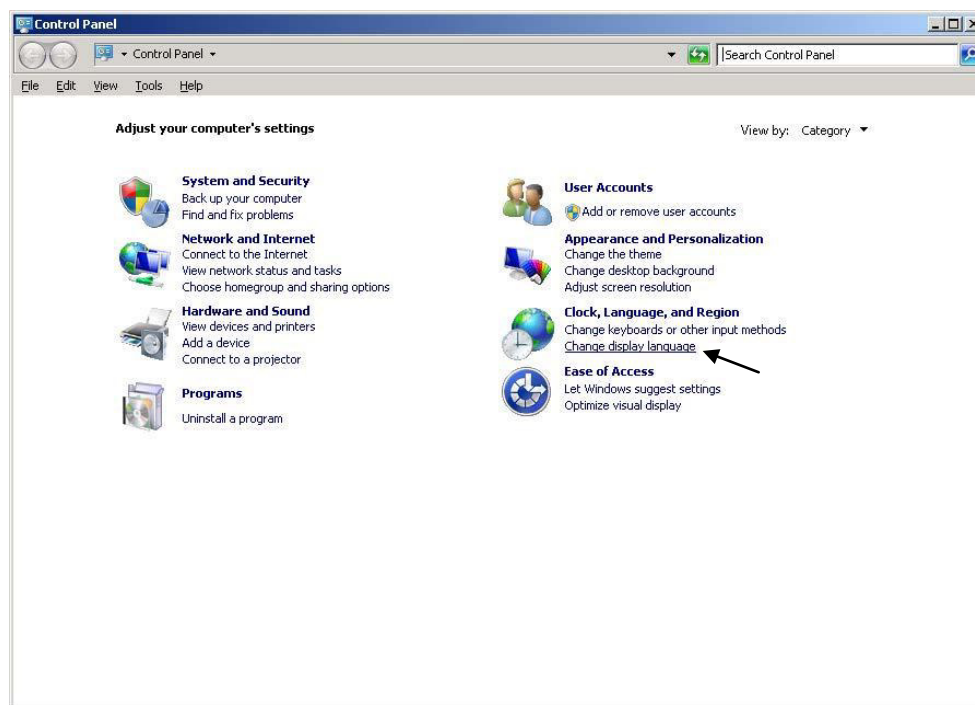 Control Panel
Control Panel
Search Control Panel
File Edit View Tools Help
Adjust your computer's settings
View by: Category
System and Security
Back up your computer
Find and fix problems
Network and Internet
Connect to the Internet
View network status and tasks
Choose homegroup and sharing options
Hardware and Sound
View devices and printers
Add a device
Connect to a projector
Programs
Uninstall a program
User Accounts
Add or remove user accounts
Appearance and Personalization
Change the theme
Change desktop background
Adjust screen resolution
Clock, Language, and Region
Change keyboards or other input methods
Change display language
Ease of Access
Let Windows suggest settings
Optimize visual display